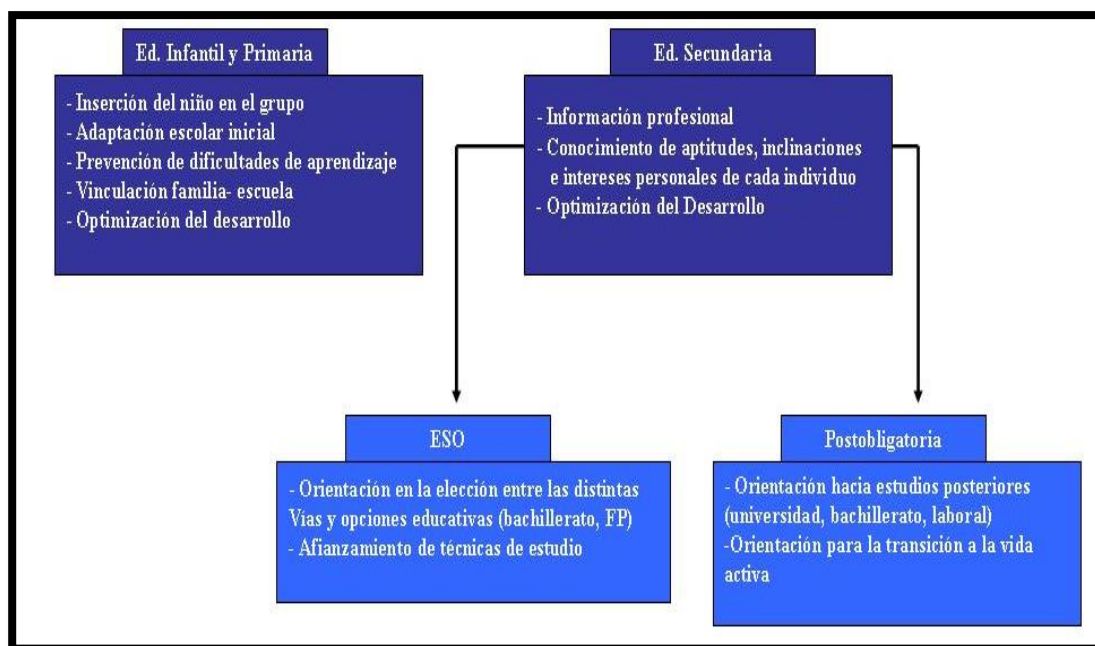 Ed. Infantil y Primaria
- Inserción del niño en el grupo
- Adaptación escolar inicial
- Prevención de dificultades de aprendizaje
- Vinculación familia- escuela
- Optimización del desarrollo
Ed. Secundaria
- Información profesional
- Conocimiento de aptitudes, inclinaciones
e intereses personales de cada individuo
- Optimización del Desarrollo
ESO
- Orientación en la elección entre las distintas
Vías y opciones educativas (bachillerato, FP)
- Afianzamiento de técnicas de estudio
Postobligatoria
- Orientación hacia estudios posteriores
(universidad, bachillerato, laboral)
-Orientación para la transición a la vida
activa